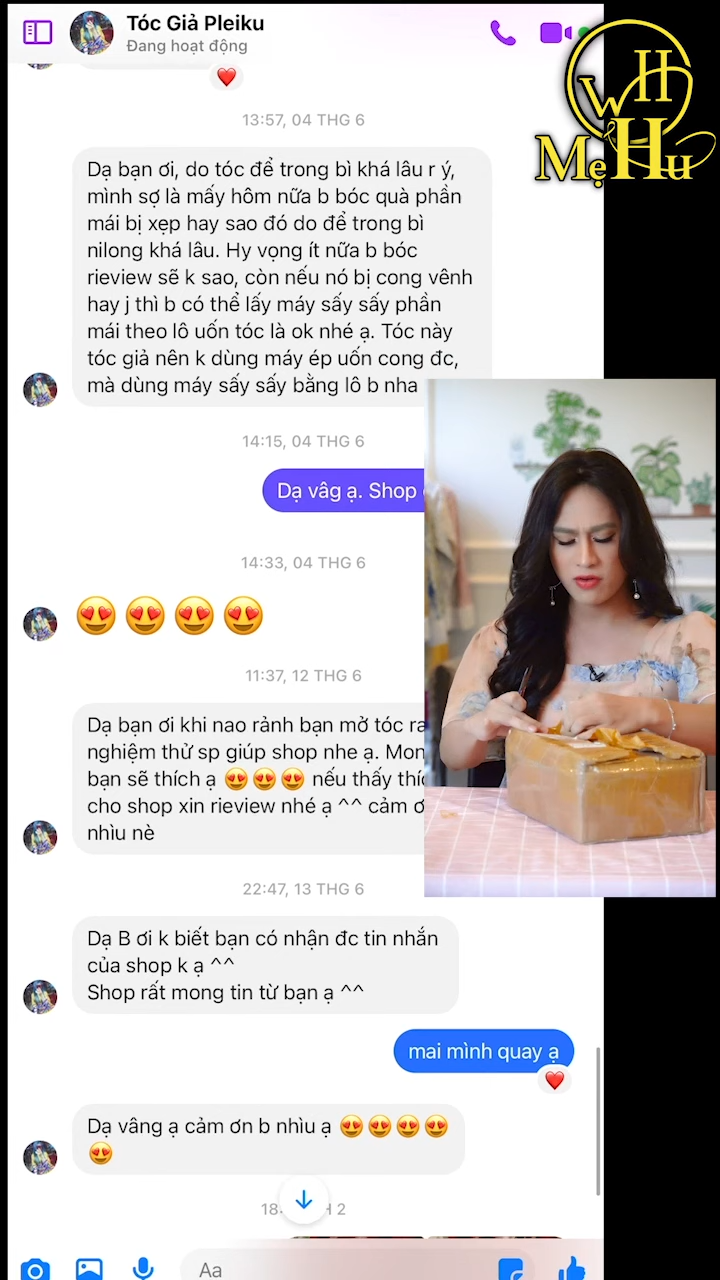 Tóc Giả Pleiku
Đang hoạt động
WH
MẹHu
13:57, 04 THG 6
Dạ bạn ơi, do tóc để trong bì khá lâu r ý,
mình sợ là mấy hôm nữa b bóc quà phần
mái bị xẹp hay sao đó do để trong bì
nilong khá lâu. Hy vọng ít nữa b bóc
rieview sẽ k sao, còn nếu nó bị cong vênh
hay j thì b có thể lấy máy sấy sấy phần
mái theo lô uốn tóc là ok nhé ạ. Tóc này
tóc giả nên k dùng máy ép uốn cong đc,
mà dùng máy sấy sấy bằng lô b nha
14:15, 04 THG 6
Dạ vâg ạ. Shop
14:33, 04 THG 6
11:37, 12 THG 6
Dạ bạn ơi khi nao rảnh bạn mở tóc ra
nghiệm thử sp giúp shop nhe ạ. Mon
bạn sẽ thích ạ 😍😍😍 nếu thấy thí
cho shop xin rieview nhé ạ ^^ cảm ơ
nhìu nè
22:47, 13 THG 6
Dạ B ơi k biết bạn có nhận đc tin nhắn
của shop k ạ ^^
Shop rất mong tin từ bạn ạ ^^
mai mình quay ạ
Dạ vâng ạ cảm ơn b nhìu ạ 😍😍😍😍
😍
Aa